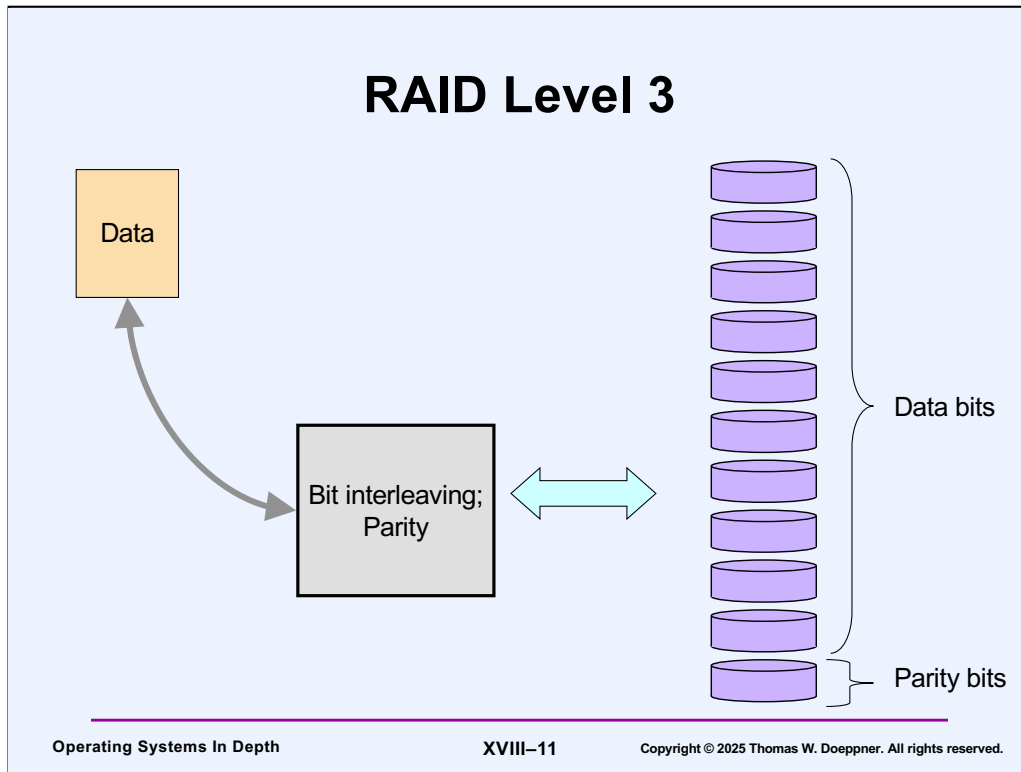 RAID Level 3
Data
Bit interleaving;
Parity
Data bits
Parity bits
Operating Systems In Depth
XVIII–11
Copyright © 2025 Thomas W. Doeppner. All rights reserved.